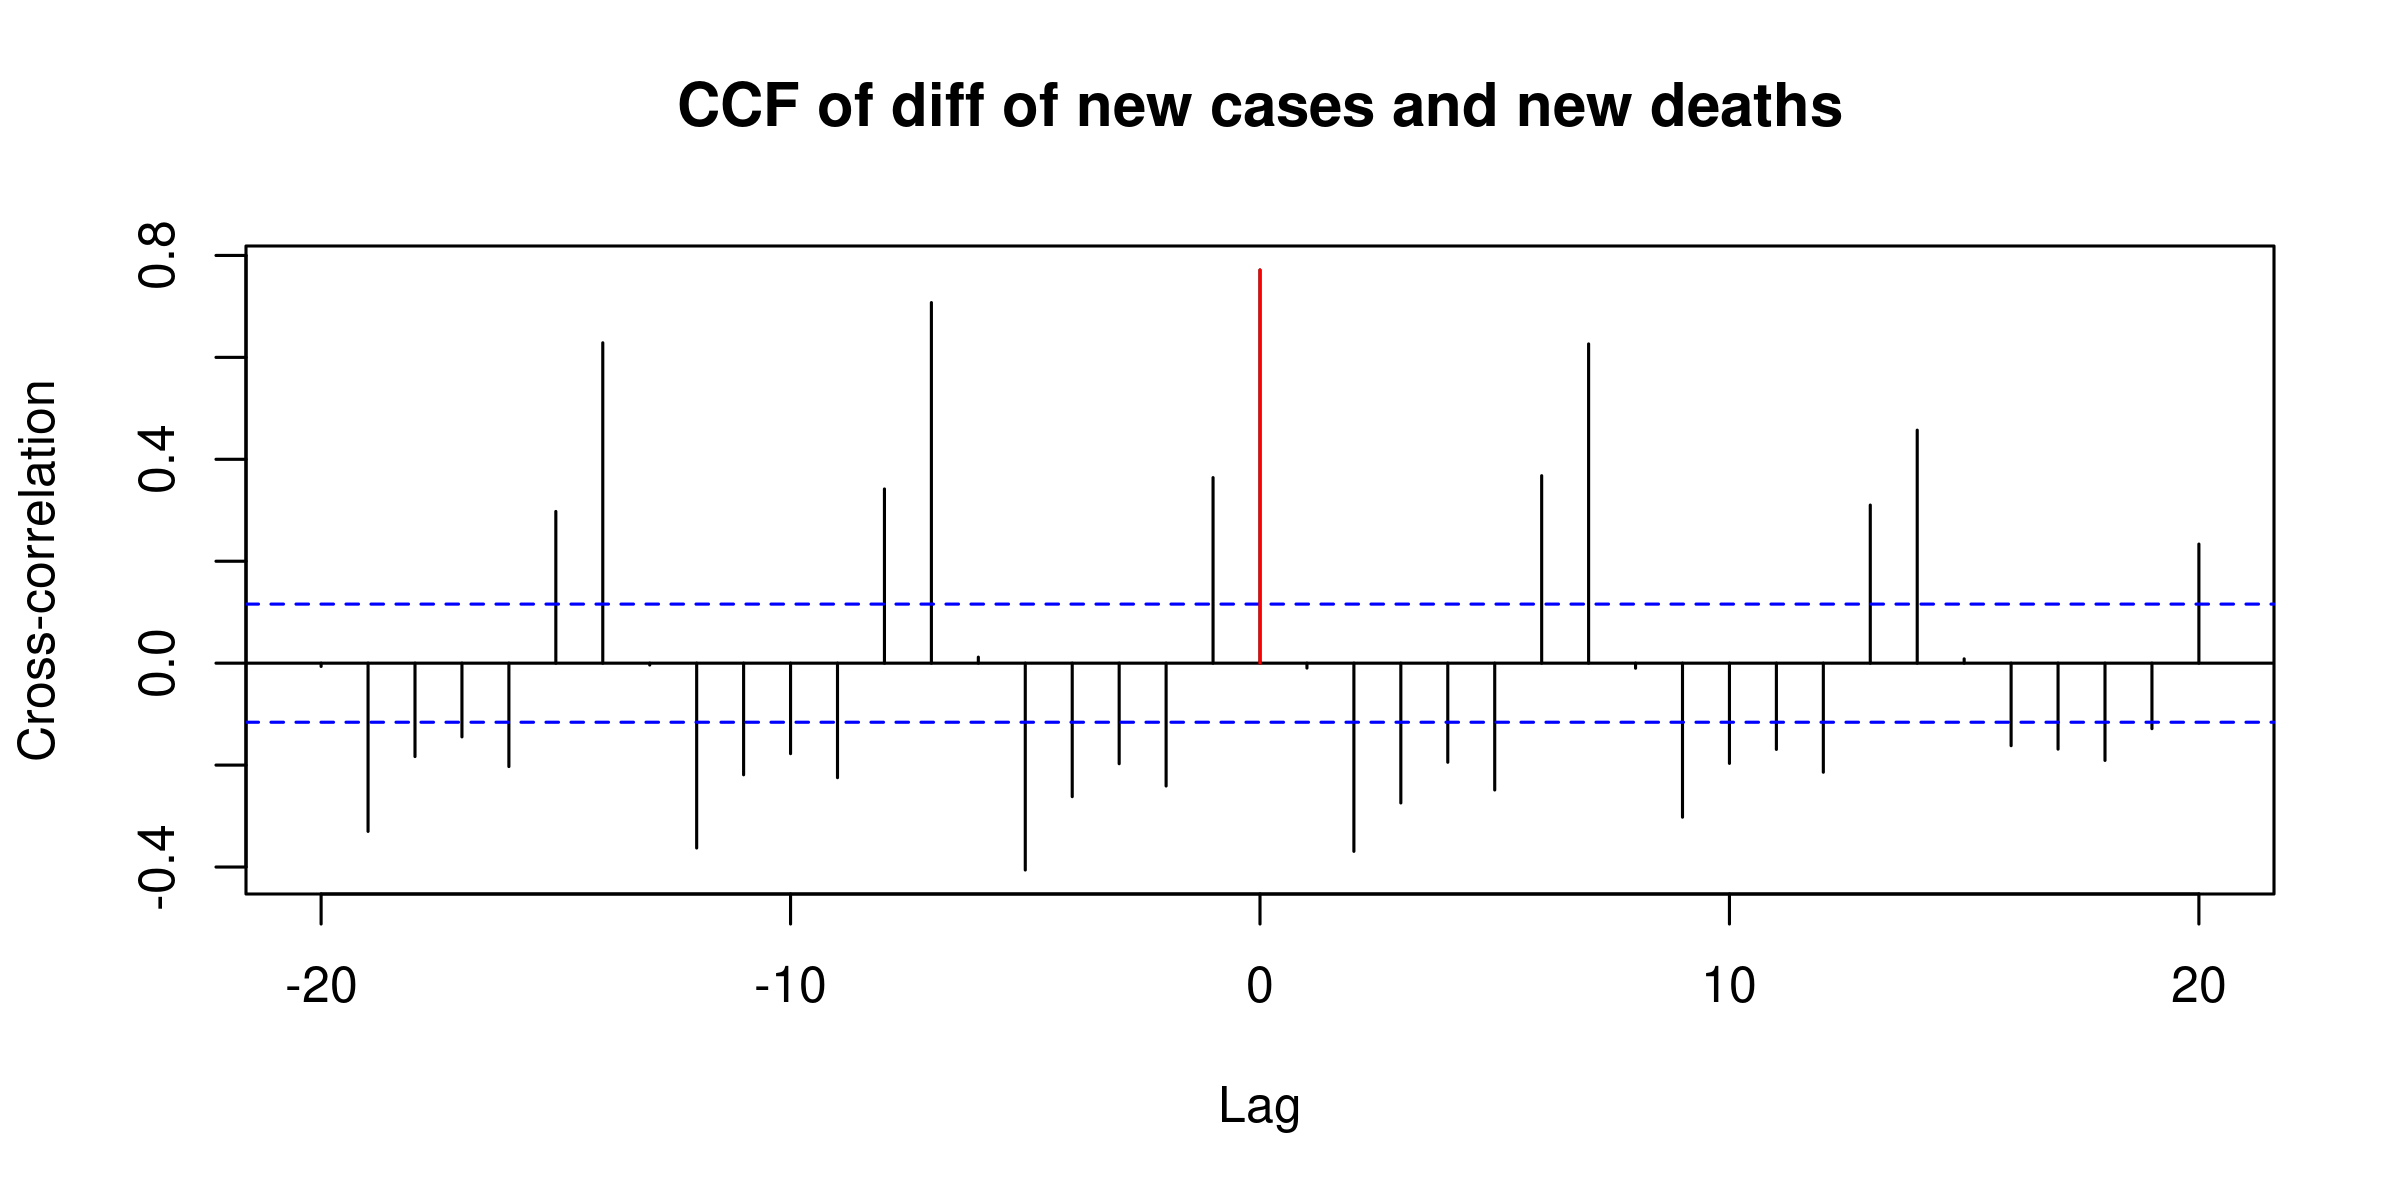 CCF of diff of new cases and new deaths
Cross-correlation
0.8
0.4
0.0
-0.4
-20 -10 0 10 20
Lag